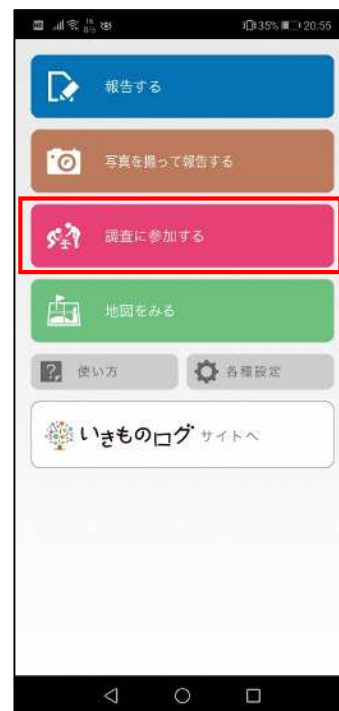 HD 16 B/s 35% 20:55
報告する
写真を撮って報告する
調査に参加する
地図をみる
使い方 各種設定
いきものログ サイトへ